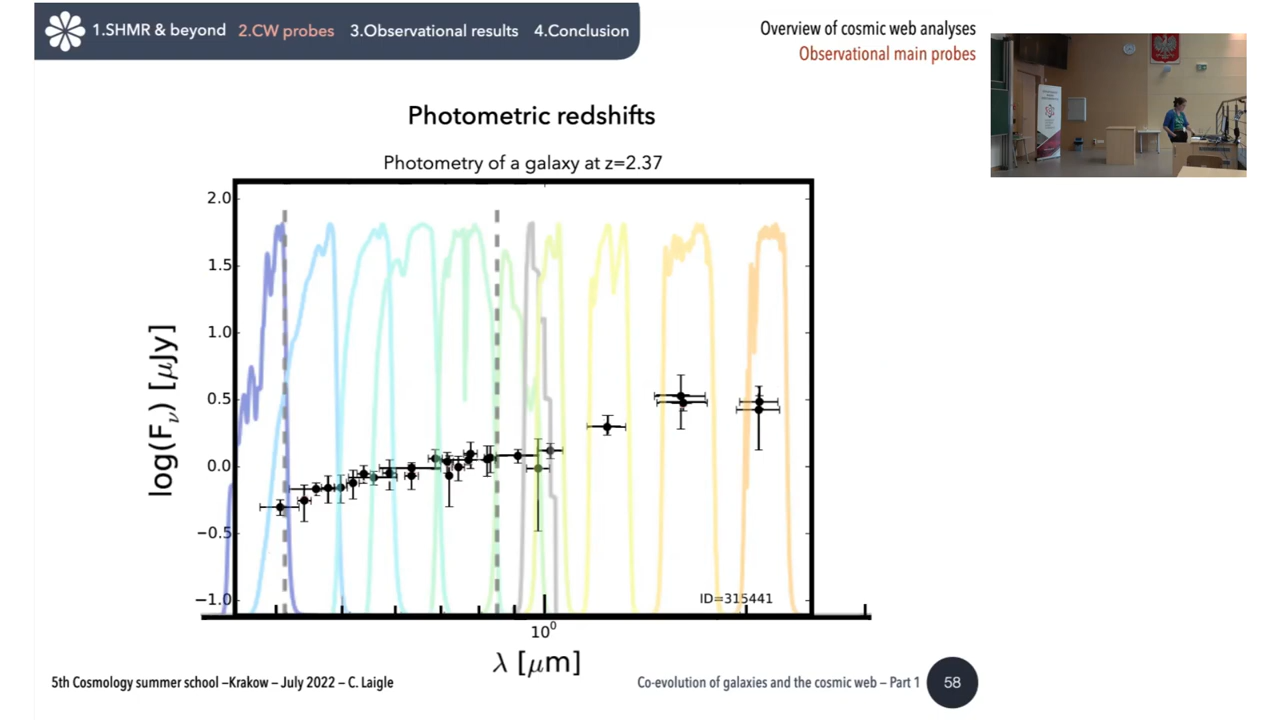 1.SHMR & beyond 2.CW probes 3.Observational results 4.Conclusion
Overview of cosmic web analyses
Observational main probes
Photometric redshifts
Photometry of a galaxy at z=2.37
2.0
1.5
1.0
0.5
0.0
−0.5
−1.0
log(Fν) [μJy]
ID=315441
10⁰
λ [μm]
5th Cosmology summer school –Krakow – July 2022 – C. Laigle
Co-evolution of galaxies and the cosmic web – Part 1
58